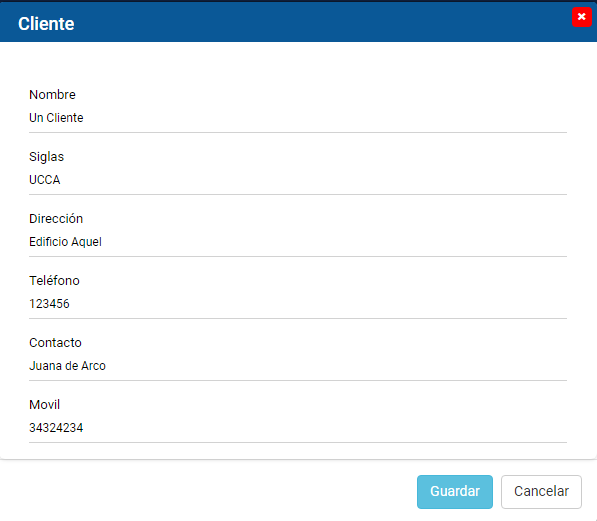 Cliente
Nombre
Un Cliente
Siglas
UCCA
Dirección
Edificio Aquel
Teléfono
123456
Contacto
Juana de Arco
Movil
34324234
Guardar Cancelar